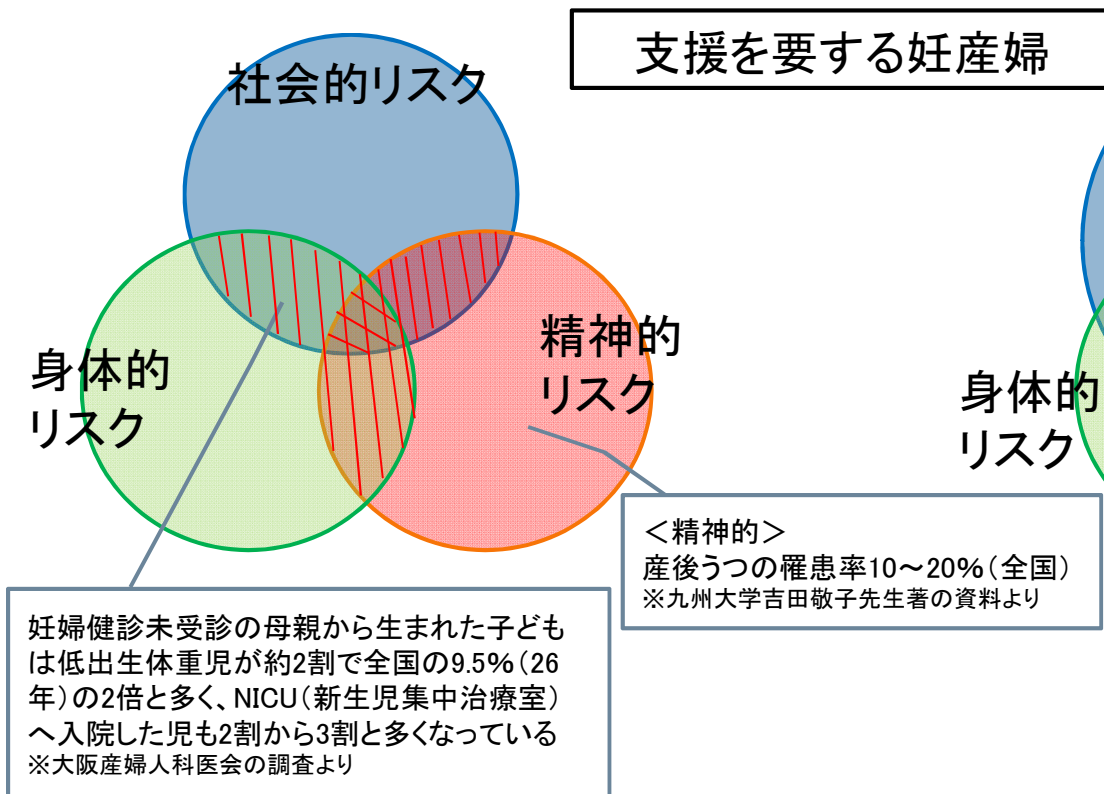 支援を要する妊産婦
社会的リスク
身体的
リスク
精神的
リスク
身体的
リスク
＜精神的＞
産後うつの罹患率10～20%（全国）
※九州大学吉田敬子先生著の資料より
妊婦健診未受診の母親から生まれた子ども
は低出生体重児が約2割で全国の9.5%（26
年）の2倍と多く、NICU（新生児集中治療室）
へ入院した児も2割から3割と多くなっている
※大阪産婦人科医会の調査より